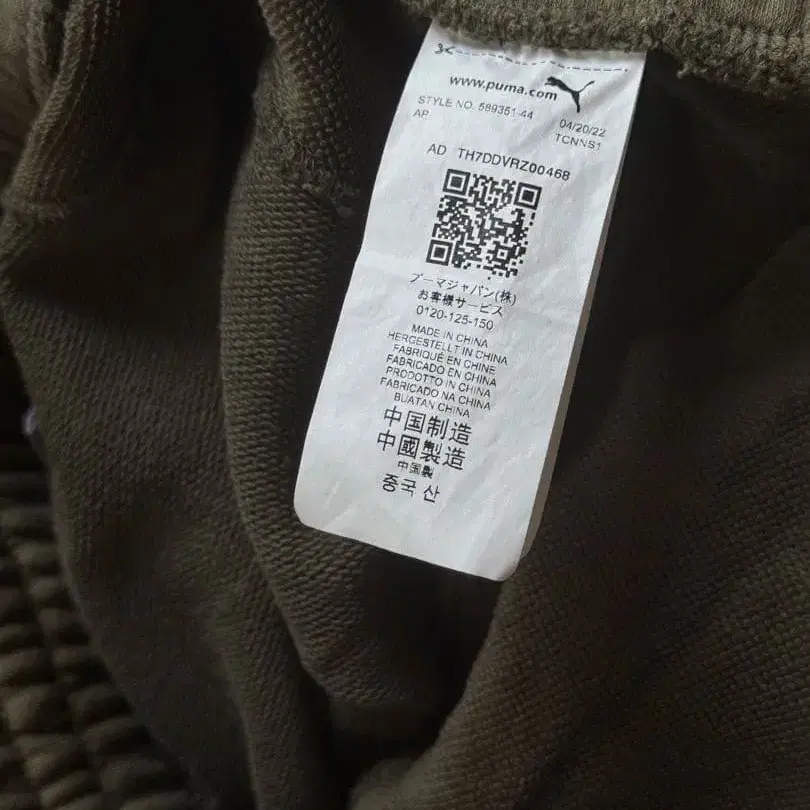 www.puma.com
STYLE NO. 589351-44 04/20/22
AP TCNNS1
AD TH7DDVRZ00468
プーマジャパン(株)
お客様サービス
0120-125-150
MADE IN CHINA
HERGESTELLT IN CHINA
FABRIQUÉ EN CHINE
FABRICADO EN CHINA
PRODOTTO IN CHINA
FABRICADO NA CHINA
BUATAN CHINA
中国制造
中國製造
中国製
중국 산